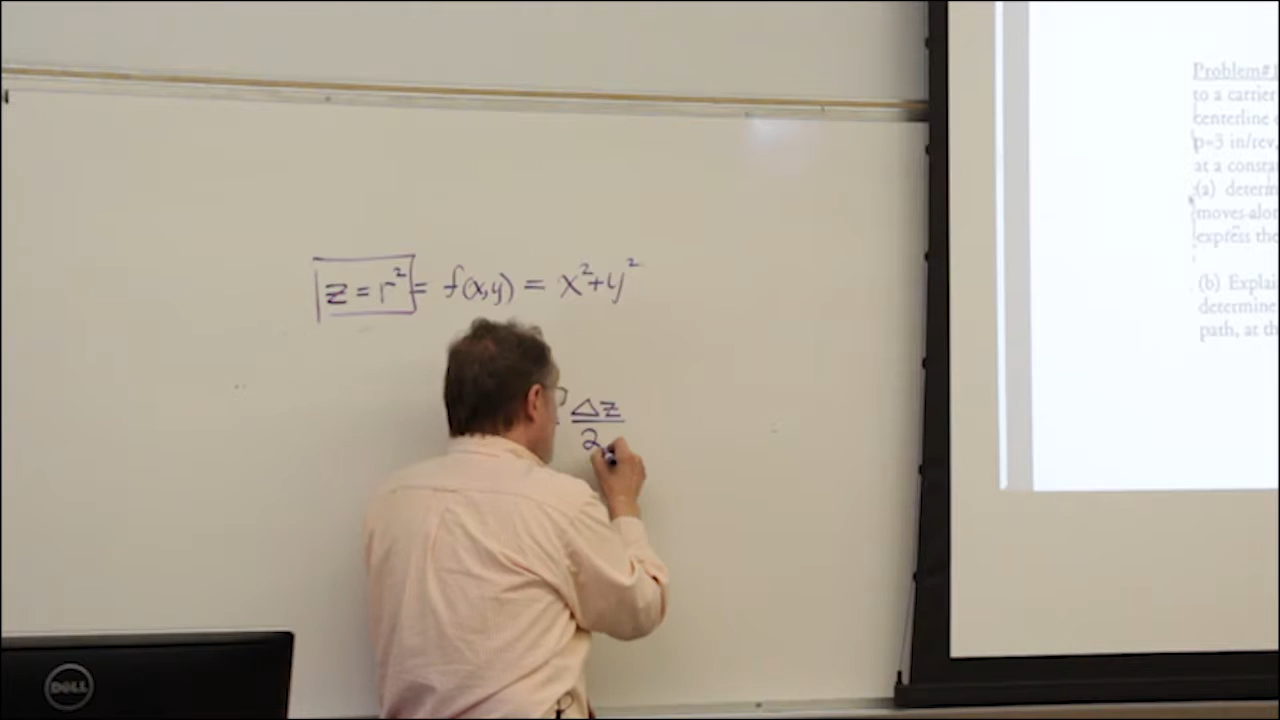 z = r² = f(x,y) = x²+y²
Δz
2
Problem#
to a carrier
centerline
p=3 in/rev,
at a consta
(a) determ
moves alon
express the
(b) Explai
determine
path, at th
DELL